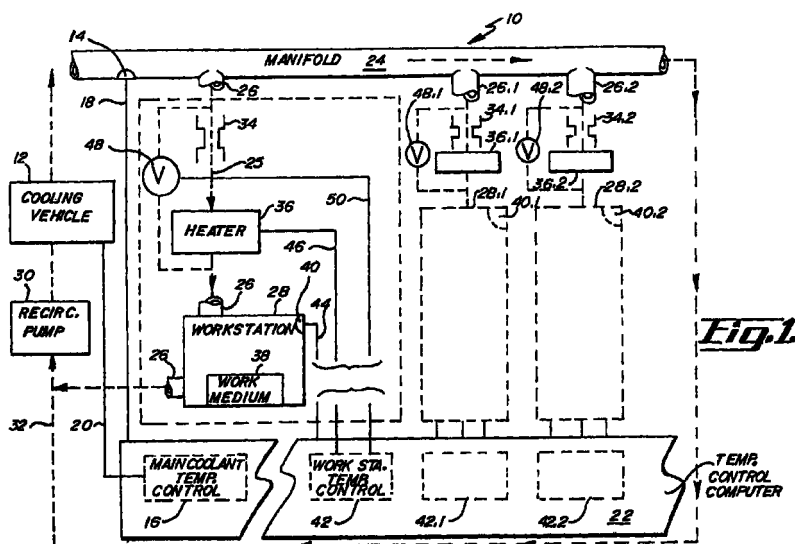 10
14
MANIFOLD 24
18
26
26.1
26.2
48.1
34.1
48.2
34.2
34
48
V
25
V
V
36.1
36.2
12
COOLING
VEHICLE
50
28.1
40.1
28.2
40.2
36
HEATER
46
30
RECIRC.
PUMP
26
28
40
WORKSTATION
44
26
38
WORK
MEDIUM
Fig.1.
32
20
MAIN COOLANT
TEMP.
CONTROL
16
WORK STA.
TEMP.
CONTROL
42
42.1
42.2
22
TEMP.
CONTROL
COMPUTER